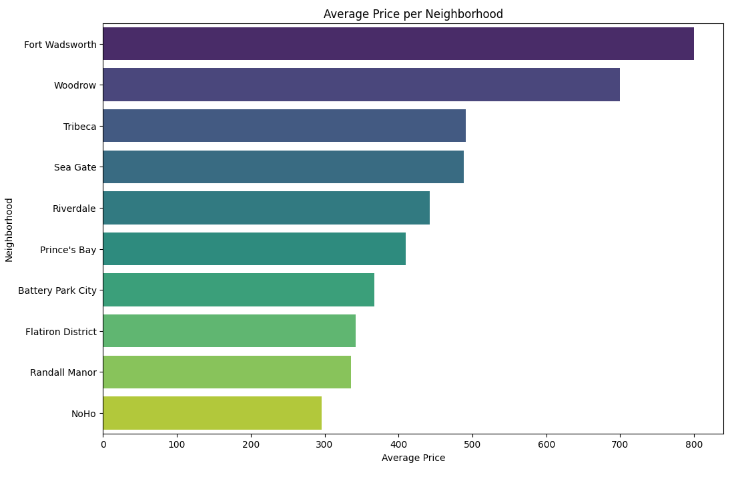 Average Price per Neighborhood
Fort Wadsworth
Woodrow
Tribeca
Sea Gate
Riverdale
Prince's Bay
Battery Park City
Flatiron District
Randall Manor
NoHo
Neighborhood
0 100 200 300 400 500 600 700 800
Average Price